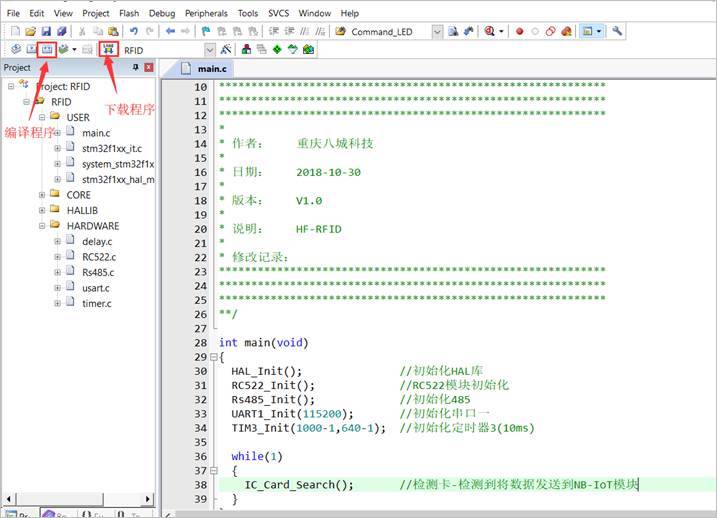 File Edit View Project Flash Debug Peripherals Tools SVCS Window Help
Command_LED
LOAD RFID
Project
main.c
Project: RFID
下载程序
RFID
编译程序
USER
main.c
stm32f1xx_it.c
system_stm32f1x
stm32f1xx_hal_m
CORE
HALLIB
HARDWARE
delay.c
RC522.c
Rs485.c
usart.c
timer.c
10 **************************************************************
11 **************************************************************
12 **************************************************************
13 *
14 * 作者: 重庆八城科技
15 *
16 * 日期: 2018-10-30
17 *
18 * 版本: V1.0
19 *
20 * 说明: HF-RFID
21 *
22 * 修改记录:
23 **************************************************************
24 **************************************************************
25 **************************************************************
26 **/
27
28 int main(void)
29 {
30 HAL_Init(); //初始化HAL库
31 RC522_Init(); //RC522模块初始化
32 Rs485_Init(); //初始化485
33 UART1_Init(115200); //初始化串口一
34 TIM3_Init(1000-1,640-1); //初始化定时器3(10ms)
35
36 while(1)
37 {
38 IC_Card_Search(); //检测卡-检测到将数据发送到NB-IoT模块
39 }